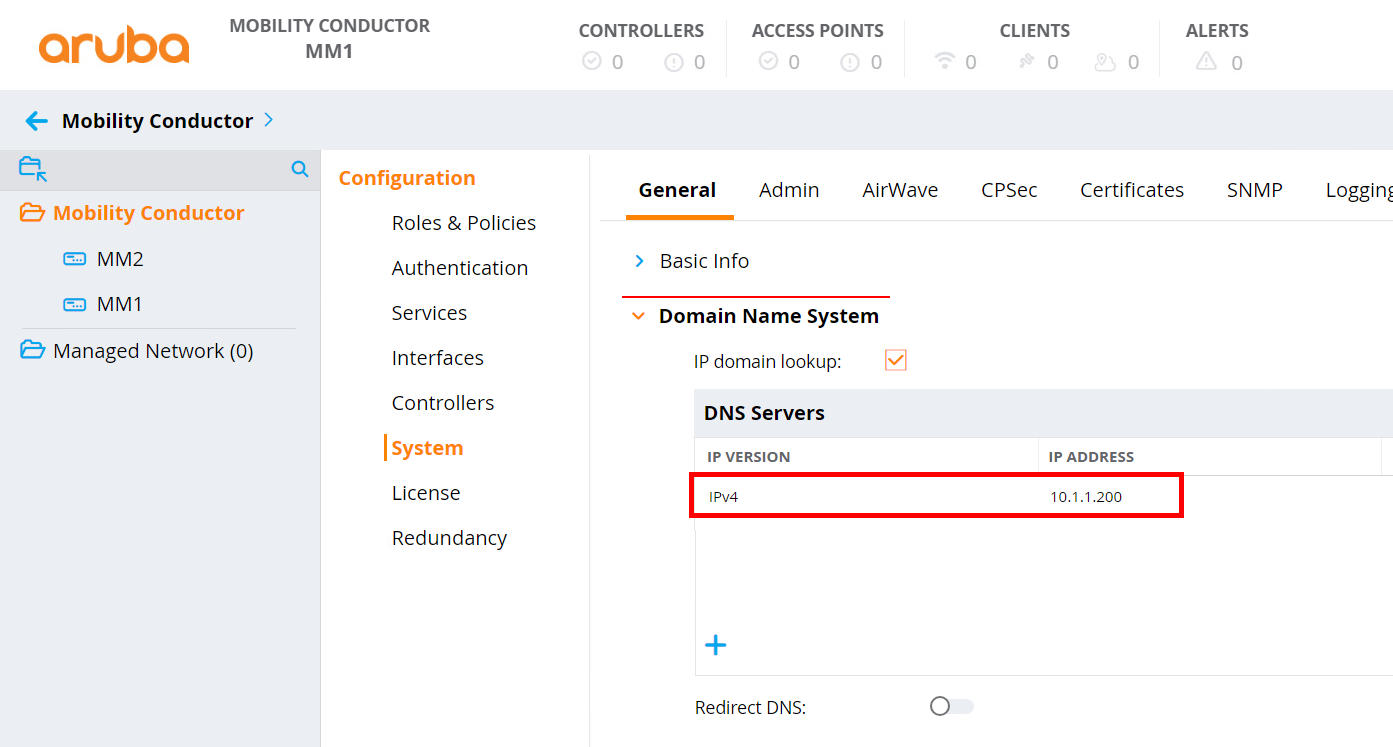 aruba
MOBILITY CONDUCTOR
MM1
CONTROLLERS
0 0
ACCESS POINTS
0 0
CLIENTS
0 0 0
ALERTS
0
Mobility Conductor
Mobility Conductor
MM2
MM1
Managed Network (0)
Configuration
Roles & Policies
Authentication
Services
Interfaces
Controllers
System
License
Redundancy
General Admin AirWave CPSec Certificates SNMP Logging
Basic Info
Domain Name System
IP domain lookup:
DNS Servers
IP VERSION IP ADDRESS
IPv4 10.1.1.200
Redirect DNS: